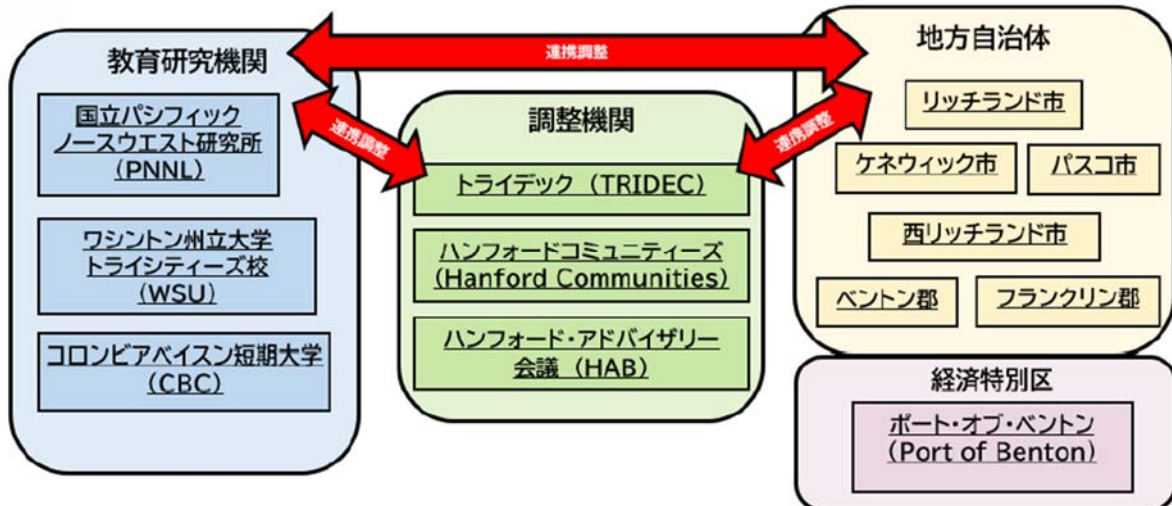 教育研究機関
国立パシフィック
ノースウエスト研究所
(PNNL)
ワシントン州立大学
トライシティーズ校
(WSU)
コロンビアベイスン短期大学
(CBC)
連携調整
連携調整
連携調整
調整機関
トライデック (TRIDEC)
ハンフォードコミュニティーズ
(Hanford Communities)
ハンフォード・アドバイザリー
会議 (HAB)
地方自治体
リッチランド市
ケネウィック市
パスコ市
西リッチランド市
ベントン郡
フランクリン郡
経済特別区
ポート・オブ・ベントン
(Port of Benton)